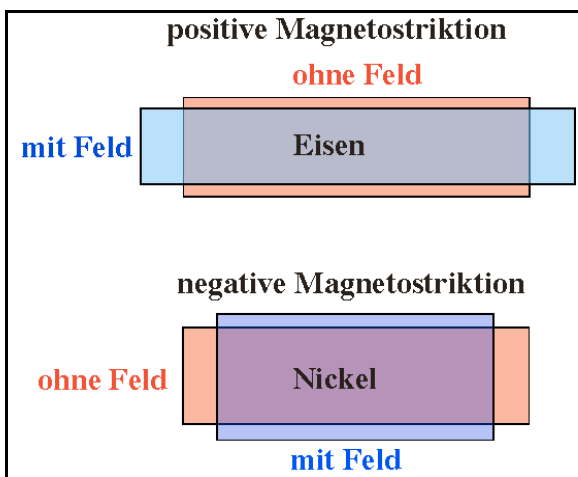 positive Magnetostriktion
ohne Feld
mit Feld
Eisen
negative Magnetostriktion
ohne Feld
Nickel
mit Feld